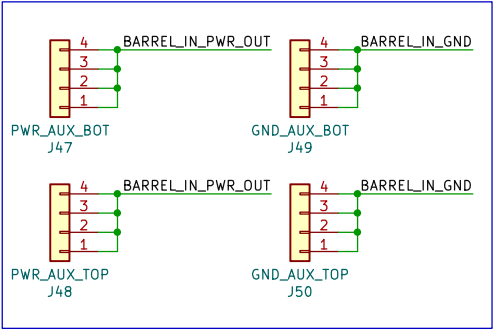 BARREL_IN_PWR_OUT
4
3
2
1
PWR_AUX_BOT
J47
BARREL_IN_GND
4
3
2
1
GND_AUX_BOT
J49
BARREL_IN_PWR_OUT
4
3
2
1
PWR_AUX_TOP
J48
BARREL_IN_GND
4
3
2
1
GND_AUX_TOP
J50